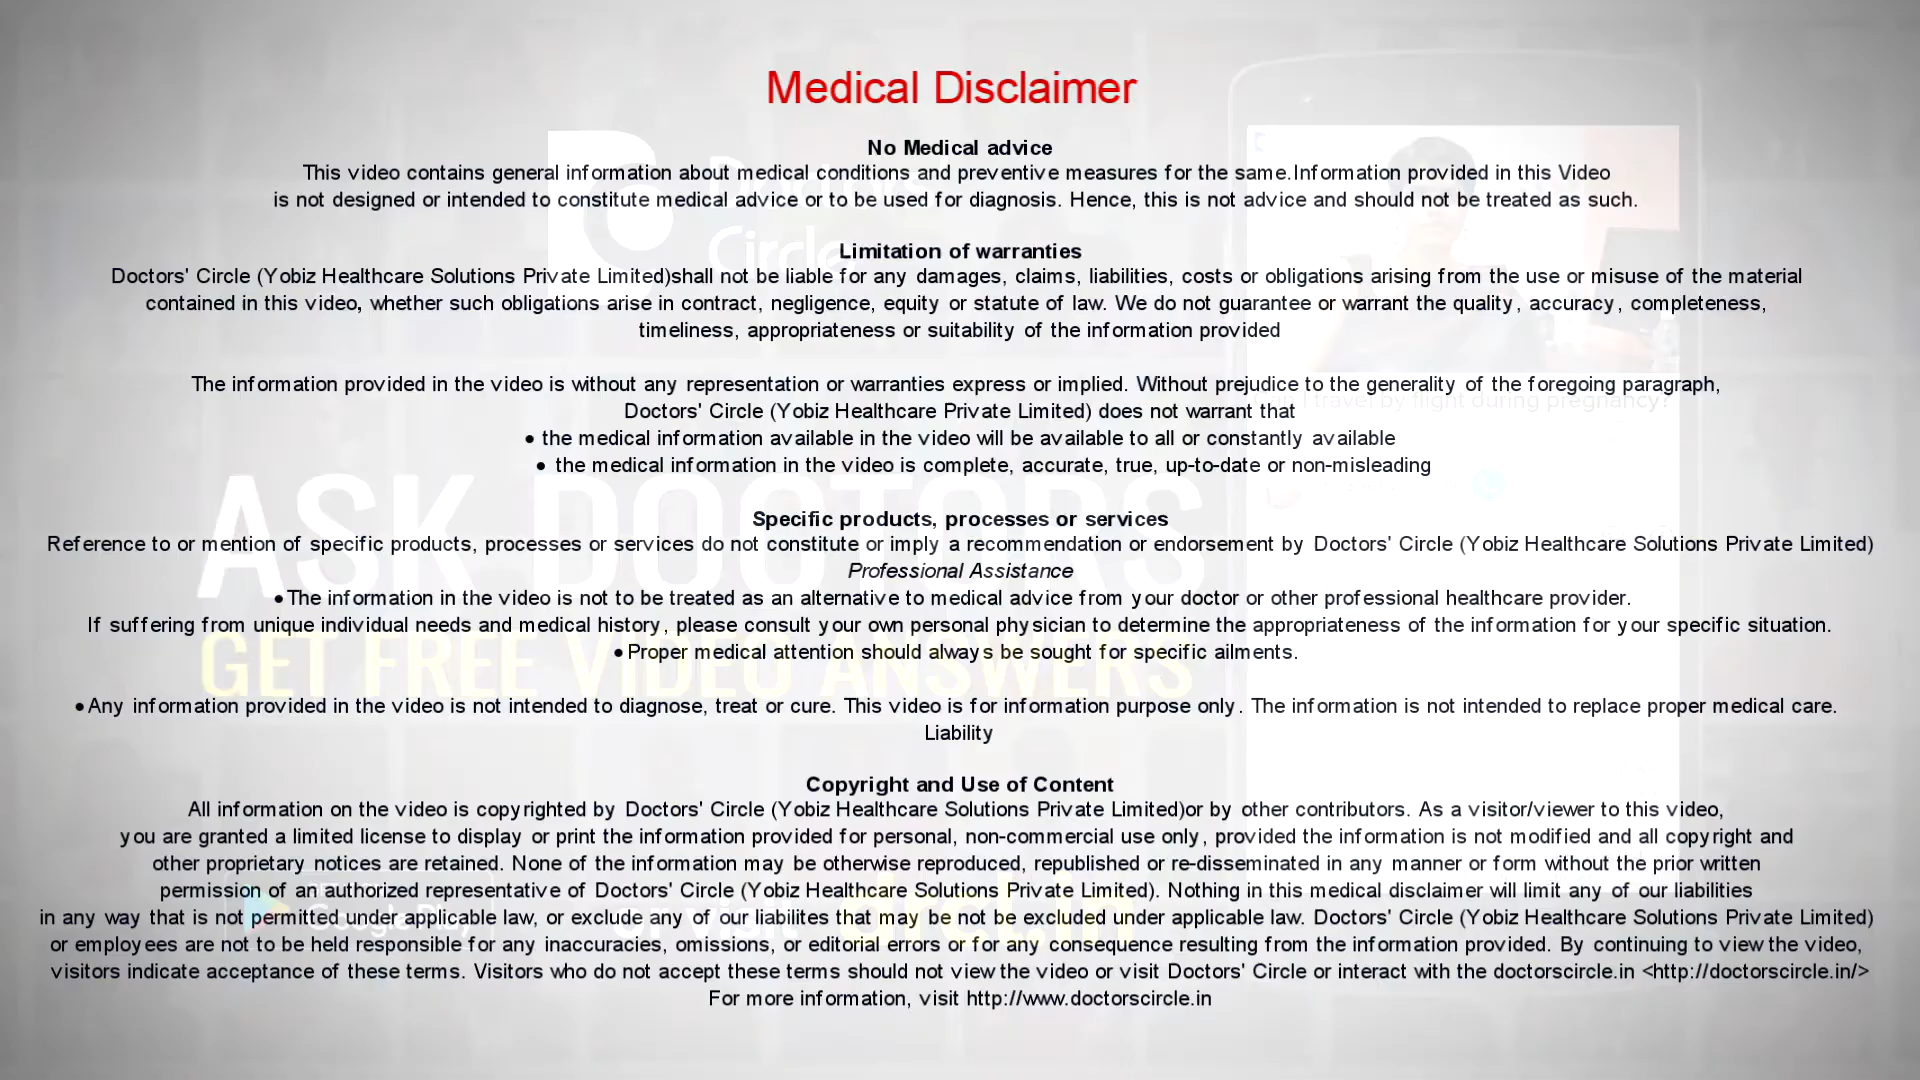 Medical Disclaimer
No Medical advice
This video contains general information about medical conditions and preventive measures for the same.Information provided in this Video
is not designed or intended to constitute medical advice or to be used for diagnosis. Hence, this is not advice and should not be treated as such.
Doctors'
Circle
Limitation of warranties
Doctors' Circle (Yobiz Healthcare Solutions Private Limited)shall not be liable for any damages, claims, liabilities, costs or obligations arising from the use or misuse of the material
contained in this video, whether such obligations arise in contract, negligence, equity or statute of law. We do not guarantee or warrant the quality, accuracy, completeness,
timeliness, appropriateness or suitability of the information provided
The information provided in the video is without any representation or warranties express or implied. Without prejudice to the generality of the foregoing paragraph,
Can I travel by flight during pregnancy?
Doctors' Circle (Yobiz Healthcare Private Limited) does not warrant that
• the medical information available in the video will be available to all or constantly available
• the medical information in the video is complete, accurate, true, up-to-date or non-misleading
ASK DOCTORS
Specific products, processes or services
Reference to or mention of specific products, processes or services do not constitute or imply a recommendation or endorsement by Doctors' Circle (Yobiz Healthcare Solutions Private Limited)
Professional Assistance
•The information in the video is not to be treated as an alternative to medical advice from your doctor or other professional healthcare provider.
If suffering from unique individual needs and medical history, please consult your own personal physician to determine the appropriateness of the information for your specific situation.
GET FREE VIDEO ANSWERS
•Proper medical attention should always be sought for specific ailments.
•Any information provided in the video is not intended to diagnose, treat or cure. This video is for information purpose only. The information is not intended to replace proper medical care.
Liability
Copyright and Use of Content
All information on the video is copyrighted by Doctors' Circle (Yobiz Healthcare Solutions Private Limited)or by other contributors. As a visitor/viewer to this video,
you are granted a limited license to display or print the information provided for personal, non-commercial use only, provided the information is not modified and all copyright and
other proprietary notices are retained. None of the information may be otherwise reproduced, republished or re-disseminated in any manner or form without the prior written
permission of an authorized representative of Doctors' Circle (Yobiz Healthcare Solutions Private Limited). Nothing in this medical disclaimer will limit any of our liabilities
Google Play
or visit drcl.in
in any way that is not permitted under applicable law, or exclude any of our liabilites that may be not be excluded under applicable law. Doctors' Circle (Yobiz Healthcare Solutions Private Limited)
or employees are not to be held responsible for any inaccuracies, omissions, or editorial errors or for any consequence resulting from the information provided. By continuing to view the video,
visitors indicate acceptance of these terms. Visitors who do not accept these terms should not view the video or visit Doctors' Circle or interact with the doctorscircle.in <http://doctorscircle.in/>
For more information, visit http://www.doctorscircle.in